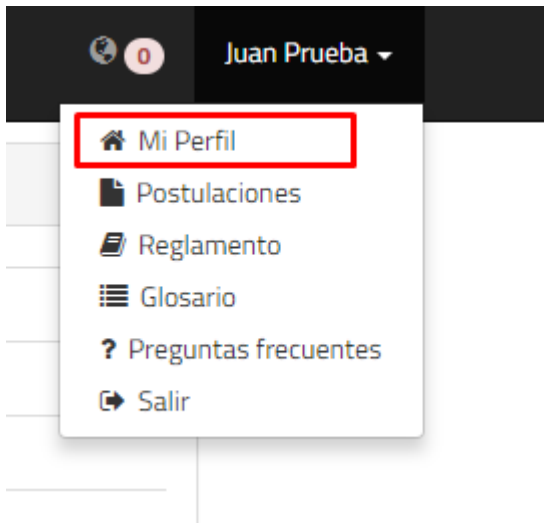 0 Juan Prueba
Mi Perfil
Postulaciones
Reglamento
Glosario
? Preguntas frecuentes
Salir